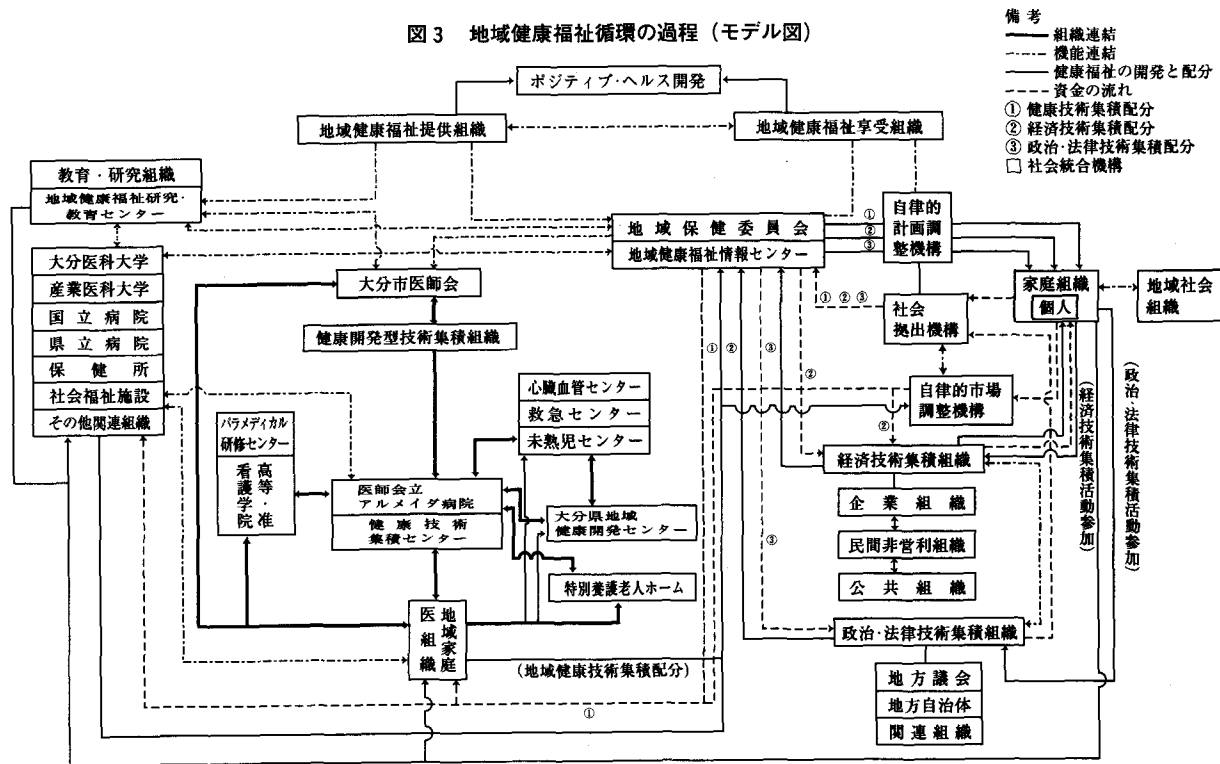 図3　地域健康福祉循環の過程（モデル図）
備考
組織連結
機能連結
健康福祉の開発と配分
資金の流れ
① 健康技術集積配分
② 経済技術集積配分
③ 政治・法律技術集積配分
□ 社会統合機構
ポジティブ・ヘルス開発
地域健康福祉提供組織
地域健康福祉享受組織
教育・研究組織
地域健康福祉研究・
教育センター
大分医科大学
産業医科大学
国立病院
県立病院
保健所
社会福祉施設
その他関連組織
地域保健委員会
地域健康福祉情報センター
①
②
③
自律的
計画調
整機構
家庭組織
個人
地域社会
組織
大分市医師会
健康開発型技術集積組織
① ② ③
社会
拠出機構
① ② ③ ②
自律的市場
調整機構
②
心臓血管センター
救急センター
未熟児センター
パラメディカル
研修センター
高等・准
看護学院
医師会立
アルメイダ病院
健康技術
集積センター
大分県地域
健康開発センター
特別養護老人ホーム
地域家庭
医組織
経済技術集積組織
企業組織
民間非営利組織
公共組織
③
政治・法律技術集積組織
地方議会
地方自治体
関連組織
(地域健康技術集積配分)
①
(経済技術集積活動参加)
(政治・法律技術集積活動参加)